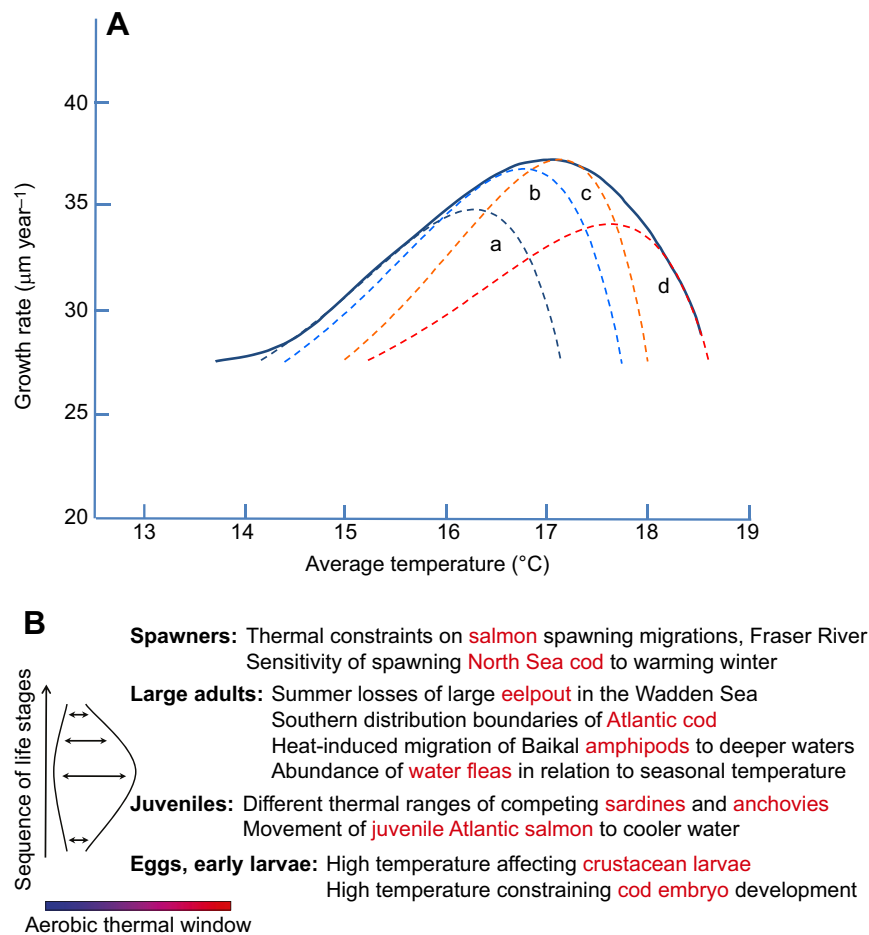 A
Growth rate (µm year–1)
40
35
30
25
20
a
b
c
d
13 14 15 16 17 18 19
Average temperature (°C)
B
Sequence of life stages
Spawners: Thermal constraints on salmon spawning migrations, Fraser River
Sensitivity of spawning North Sea cod to warming winter
Large adults: Summer losses of large eelpout in the Wadden Sea
Southern distribution boundaries of Atlantic cod
Heat-induced migration of Baikal amphipods to deeper waters
Abundance of water fleas in relation to seasonal temperature
Juveniles: Different thermal ranges of competing sardines and anchovies
Movement of juvenile Atlantic salmon to cooler water
Eggs, early larvae: High temperature affecting crustacean larvae
High temperature constraining cod embryo development
Aerobic thermal window